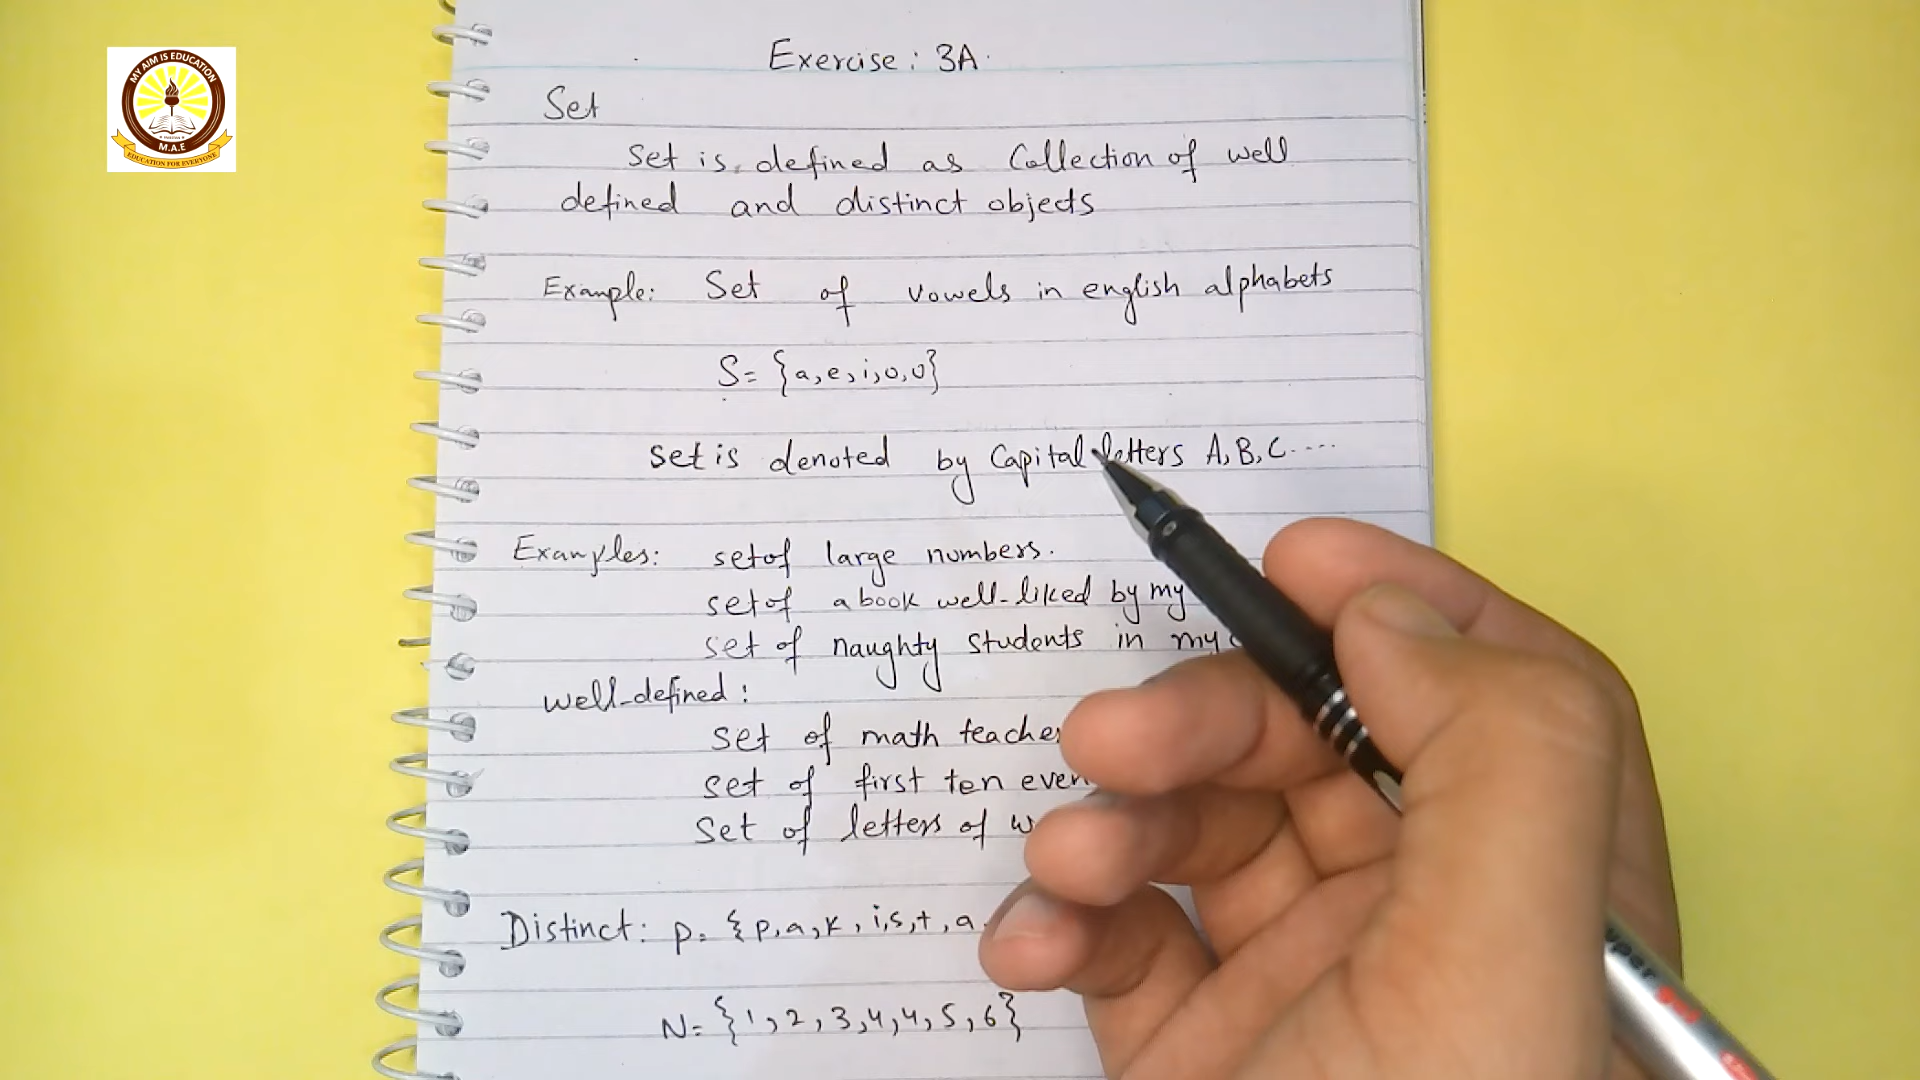 MY AIM IS EDUCATION
M.A.E
EDUCATION FOR EVERYONE
Exercise: 3A
Set
Set is defined as Collection of well
defined and distinct objects
Example: Set of vowels in english alphabets
S= {a,e,i,o,u}
set is denoted by Capital letters A,B,C....
Examples: set of large numbers.
set of a book well-liked by my
set of naughty students in my
well-defined:
set of math teacher
set of first ten even
Set of letters of w
Distinct: p= {p,a,k,i,s,t,a
N= {1,2,3,4,4,5,6}